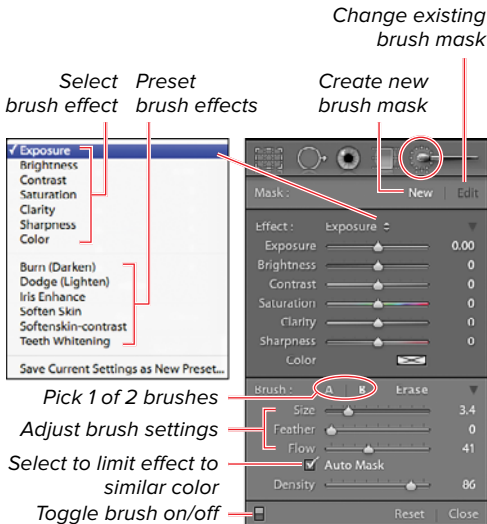 Change existing
brush mask
Select
brush effect
Preset
brush effects
Create new
brush mask
✓ Exposure
Brightness
Contrast
Saturation
Clarity
Sharpness
Color
Burn (Darken)
Dodge (Lighten)
Iris Enhance
Soften Skin
Softenskin-contrast
Teeth Whitening
Save Current Settings as New Preset...
Mask : New | Edit
Effect : Exposure
Exposure 0.00
Brightness 0
Contrast 0
Saturation 0
Clarity 0
Sharpness 0
Color
Pick 1 of 2 brushes
Brush : A | B Erase
Adjust brush settings
Size 3.4
Feather 0
Flow 41
Select to limit effect to
similar color
Auto Mask
Density 86
Toggle brush on/off
Reset | Close